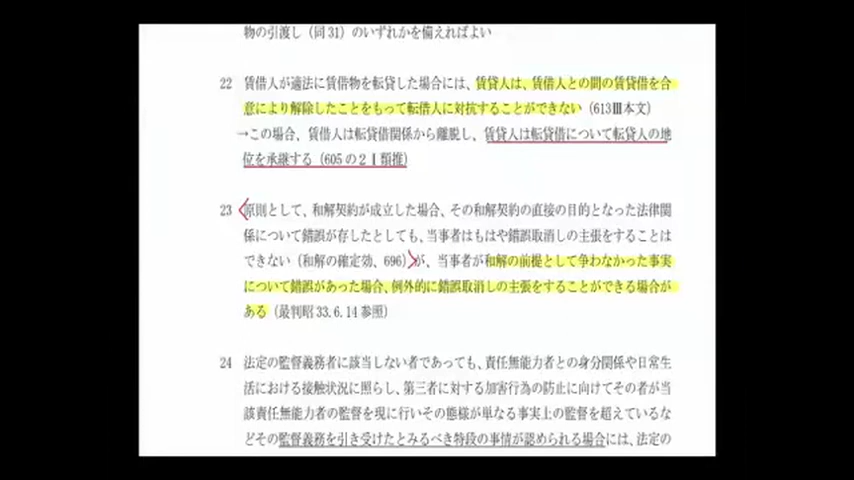 物の引渡し（同31）のいずれかを備えればよい
22 賃借人が適法に賃借物を転貸した場合には、賃貸人は、賃借人との間の賃貸借を合
意により解除したことをもって転借人に対抗することができない（613Ⅲ本文）
→この場合、賃借人は転貸借関係から離脱し、賃貸人は転貸借について転貸人の地
位を承継する（605の2Ⅰ類推）
23 原則として、和解契約が成立した場合、その和解契約の直接の目的となった法律関
係について錯誤が存したとしても、当事者はもはや錯誤取消しの主張をすることは
できない（和解の確定効、696）が、当事者が和解の前提として争わなかった事実
について錯誤があった場合、例外的に錯誤取消しの主張をすることができる場合が
ある（最判昭33.6.14参照）
24 法定の監督義務者に該当しない者であっても、責任無能力者との身分関係や日常生
活における接触状況に照らし、第三者に対する加害行為の防止に向けてその者が当
該責任無能力者の監督を現に行いその態様が単なる事実上の監督を超えているな
どその監督義務を引き受けたとみるべき特段の事情が認められる場合には、法定の